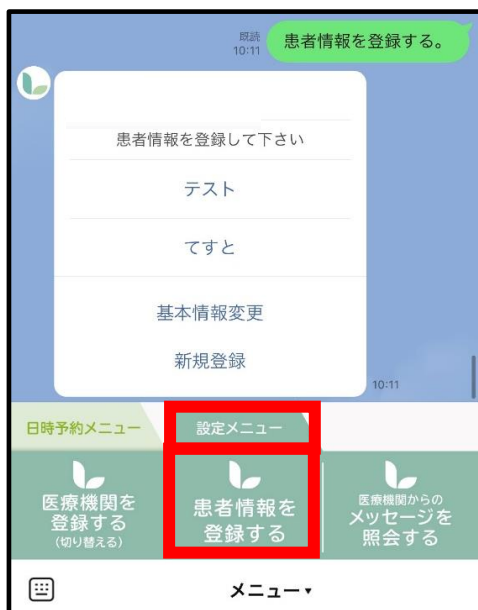 既読
10:11
患者情報を登録する。
患者情報を登録して下さい
テスト
てすと
基本情報変更
新規登録
10:11
日時予約メニュー
設定メニュー
医療機関を
登録する
(切り替える)
患者情報を
登録する
医療機関からの
メッセージを
照会する
メニュー▾